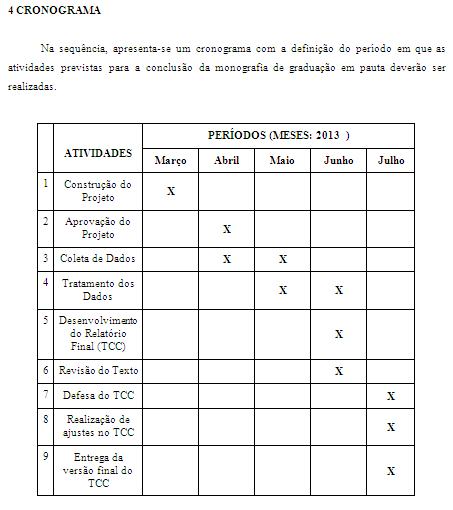 4 CRONOGRAMA
Na sequência, apresenta-se um cronograma com a definição do período em que as
atividades previstas para a conclusão da monografia de graduação em pauta deverão ser
realizadas.
ATIVIDADES
PERÍODOS (MESES: 2013 )
Março Abril Maio Junho Julho
1 Construção do
Projeto
X
2 Aprovação do
Projeto
X
3 Coleta de Dados X X
4 Tratamento dos
Dados
X X
5 Desenvolvimento
do Relatório
Final (TCC)
X
6 Revisão do Texto X
7 Defesa do TCC X
8 Realização de
ajustes no TCC
X
9 Entrega da
versão final do
TCC
X